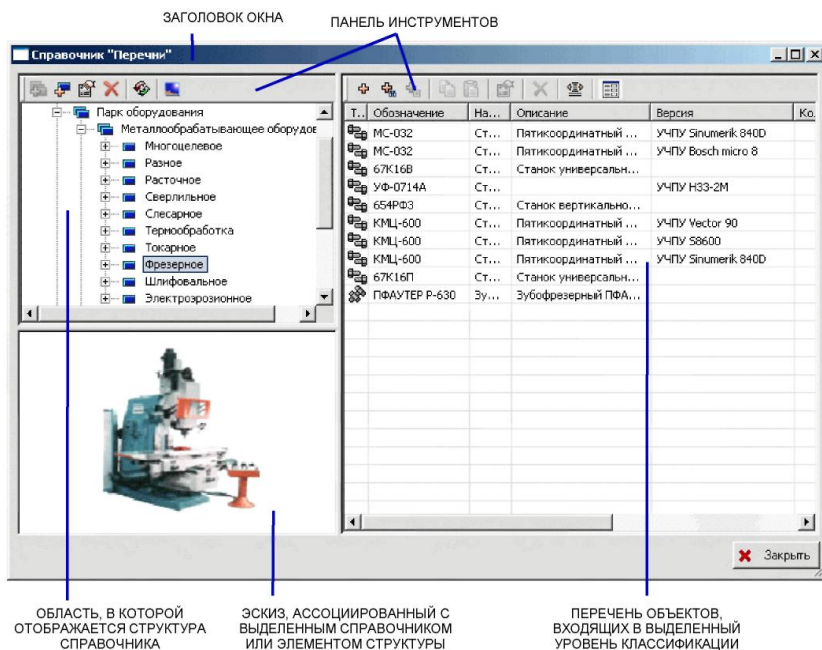 ЗАГОЛОВОК ОКНА
ПАНЕЛЬ ИНСТРУМЕНТОВ
Справочник "Перечни"
Парк оборудования
Металлообрабатывающее оборудов
Многоцелевое
Разное
Расточное
Сверлильное
Слесарное
Термообработка
Токарное
Фрезерное
Шлифовальное
Электроэрозионное
Т.. Обозначение На... Описание Версия Ко.
МС-032 Ст... Пятикоординатный ... УЧПУ Sinumerik 840D
МС-032 Ст... Пятикоординатный ... УЧПУ Bosch micro 8
67К16В Ст... Станок универсальн...
УФ-0714А Ст... УЧПУ Н33-2М
654РФ3 Ст... Станок вертикально...
КМЦ-600 Ст... Пятикоординатный ... УЧПУ Vector 90
КМЦ-600 Ст... Пятикоординатный ... УЧПУ S8600
КМЦ-600 Ст... Пятикоординатный ... УЧПУ Sinumerik 840D
67К16П Ст... Станок универсальн...
ПФАУТЕР Р-630 Зу... Зубофрезерный ПФА...
Закрыть
ОБЛАСТЬ, В КОТОРОЙ
ОТОБРАЖАЕТСЯ СТРУКТУРА
СПРАВОЧНИКА
ЭСКИЗ, АССОЦИИРОВАННЫЙ С
ВЫДЕЛЕННЫМ СПРАВОЧНИКОМ
ИЛИ ЭЛЕМЕНТОМ СТРУКТУРЫ
ПЕРЕЧЕНЬ ОБЪЕКТОВ,
ВХОДЯЩИХ В ВЫДЕЛЕННЫЙ
УРОВЕНЬ КЛАССИФИКАЦИИ